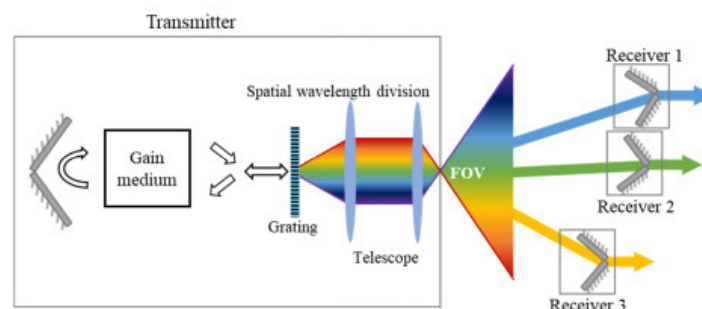 Transmitter
Receiver 1
Spatial wavelength division
Gain
medium
FOV
Receiver 2
Grating
Telescope
Receiver 3